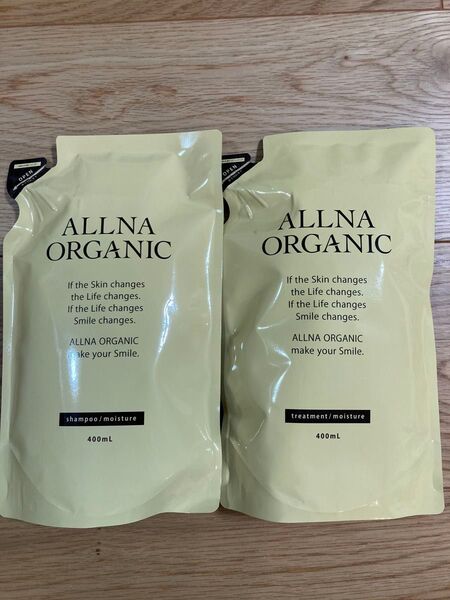 OPEN
ALLNA
ORGANIC
If the Skin changes
the Life changes.
If the Life changes
Smile changes.
ALLNA ORGANIC
make your Smile.
shampoo/moisture
400mL
ALLNA
ORGANIC
If the Skin changes
the Life changes.
If the Life changes
Smile changes.
ALLNA ORGANIC
make your Smile.
treatment/moisture
400mL